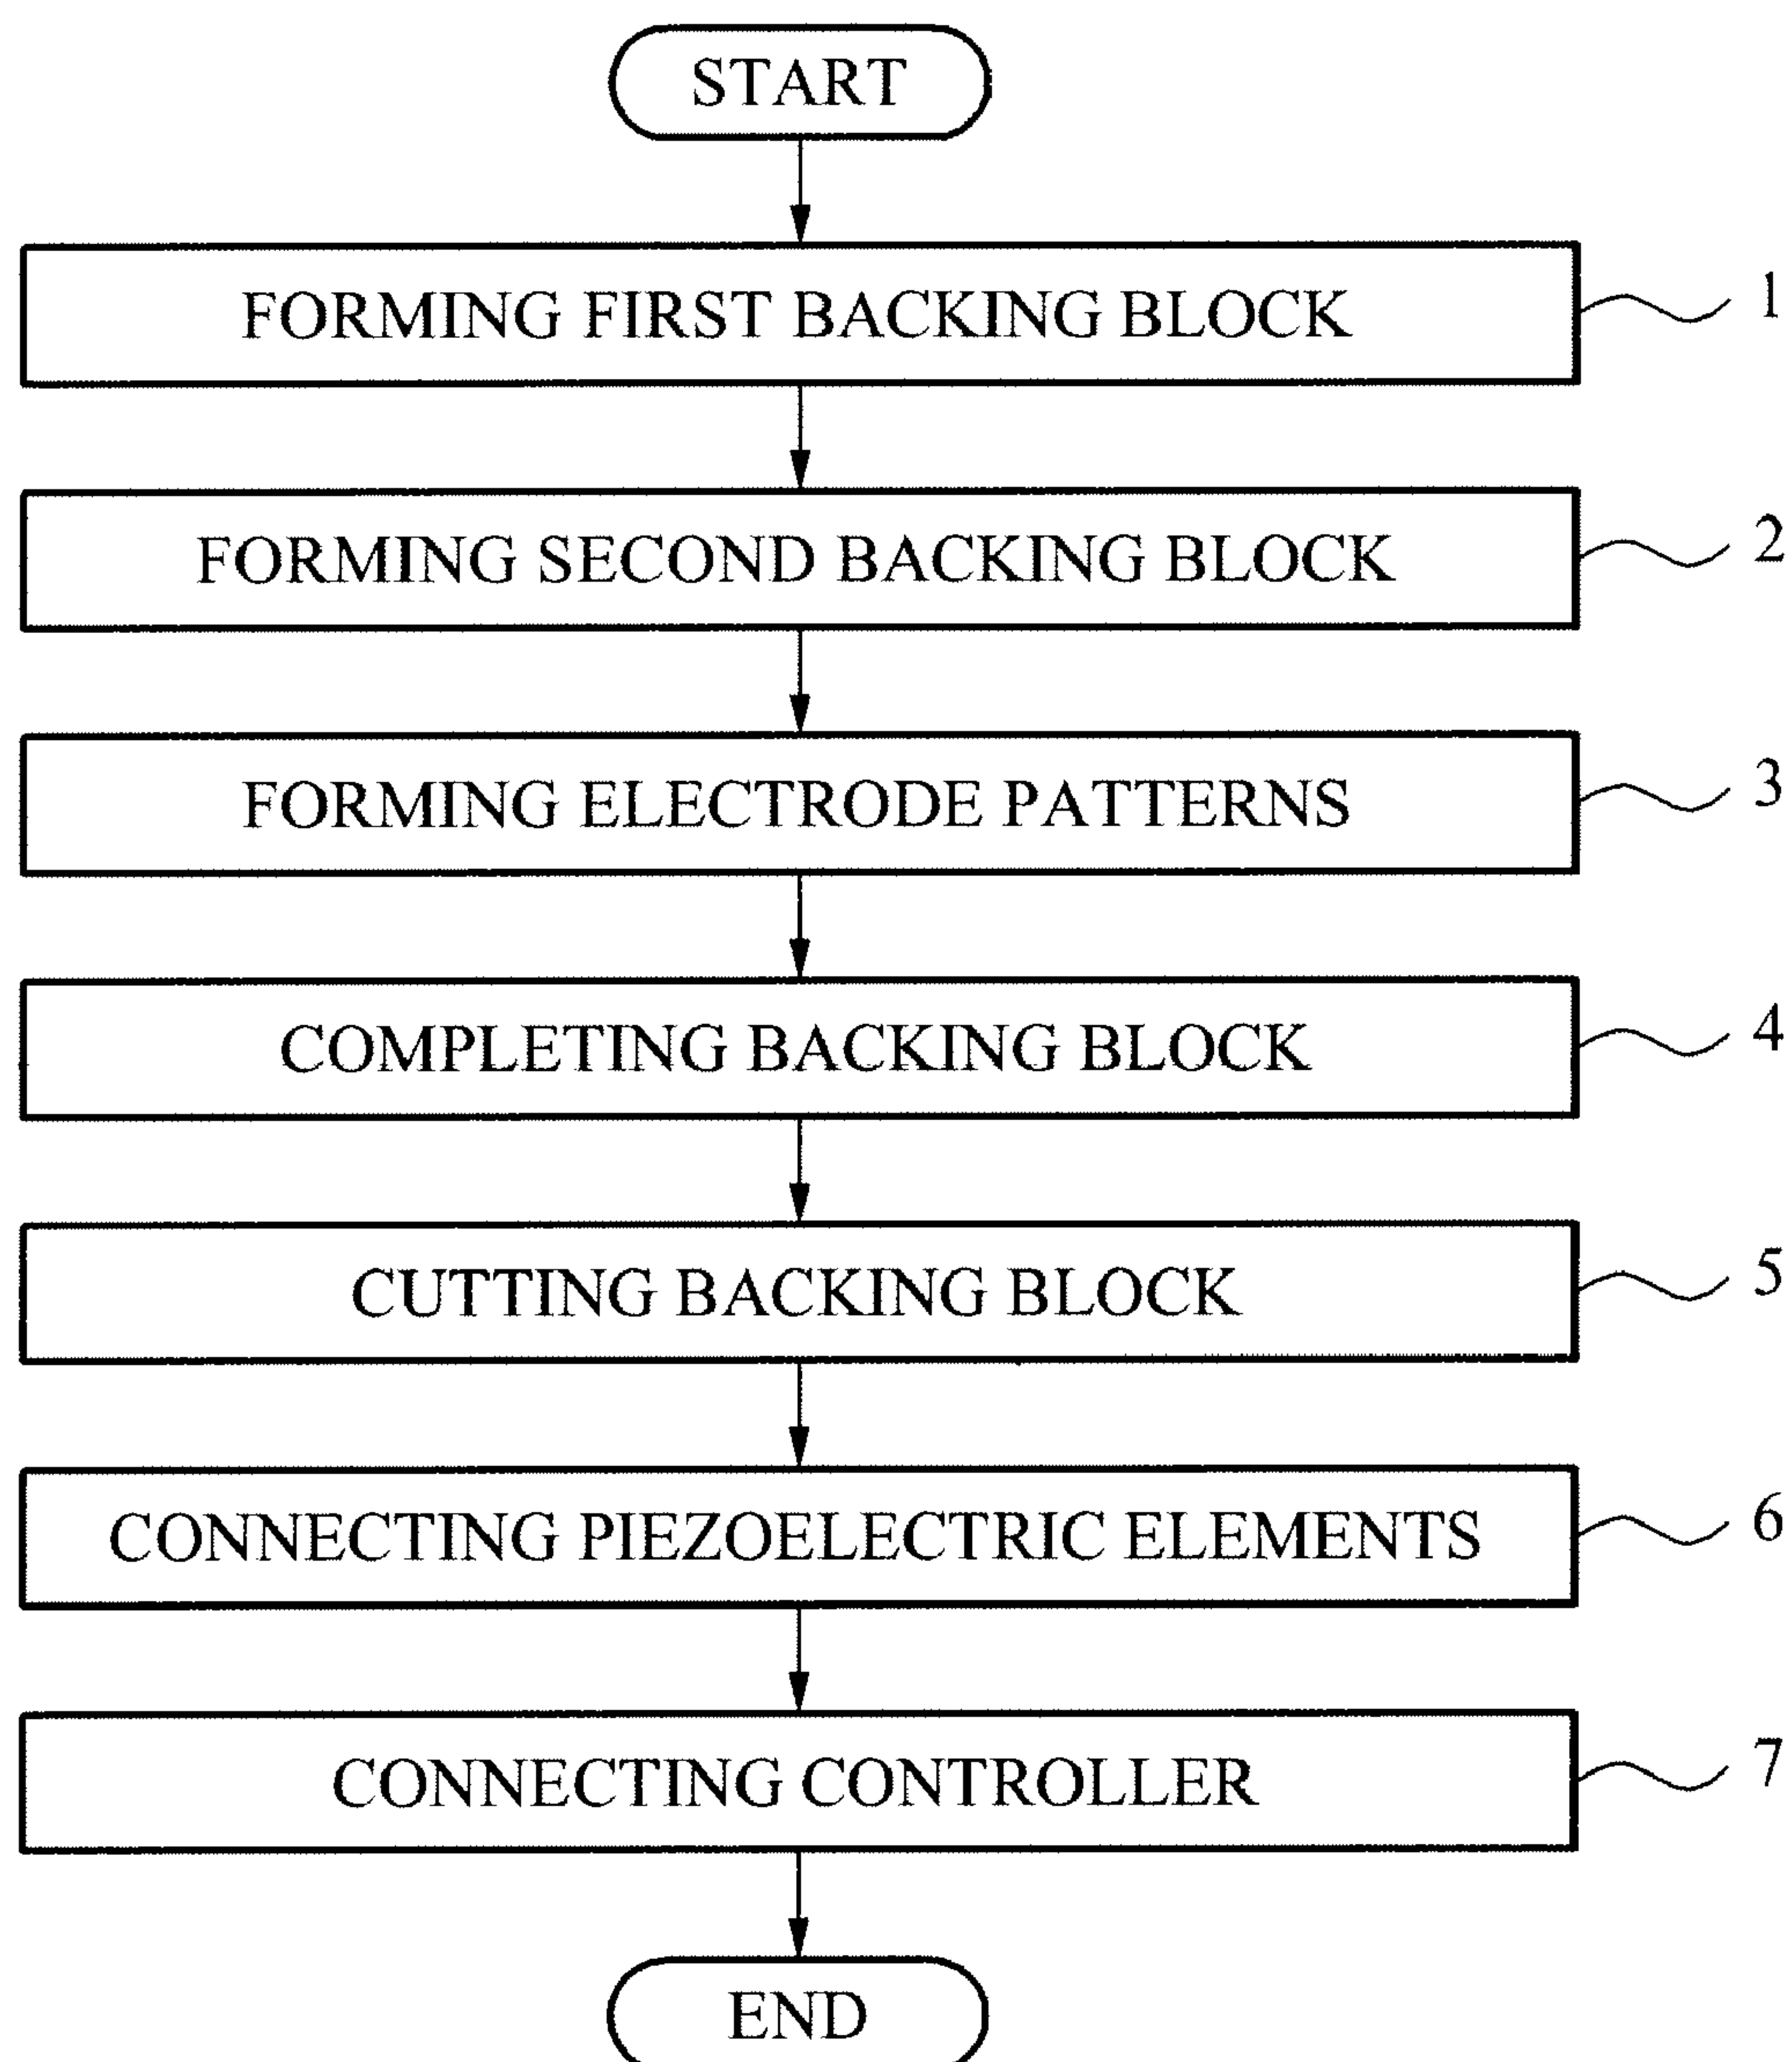 START
FORMING FIRST BACKING BLOCK
1
FORMING SECOND BACKING BLOCK
2
FORMING ELECTRODE PATTERNS
3
COMPLETING BACKING BLOCK
4
CUTTING BACKING BLOCK
5
CONNECTING PIEZOELECTRIC ELEMENTS
6
CONNECTING CONTROLLER
7
END